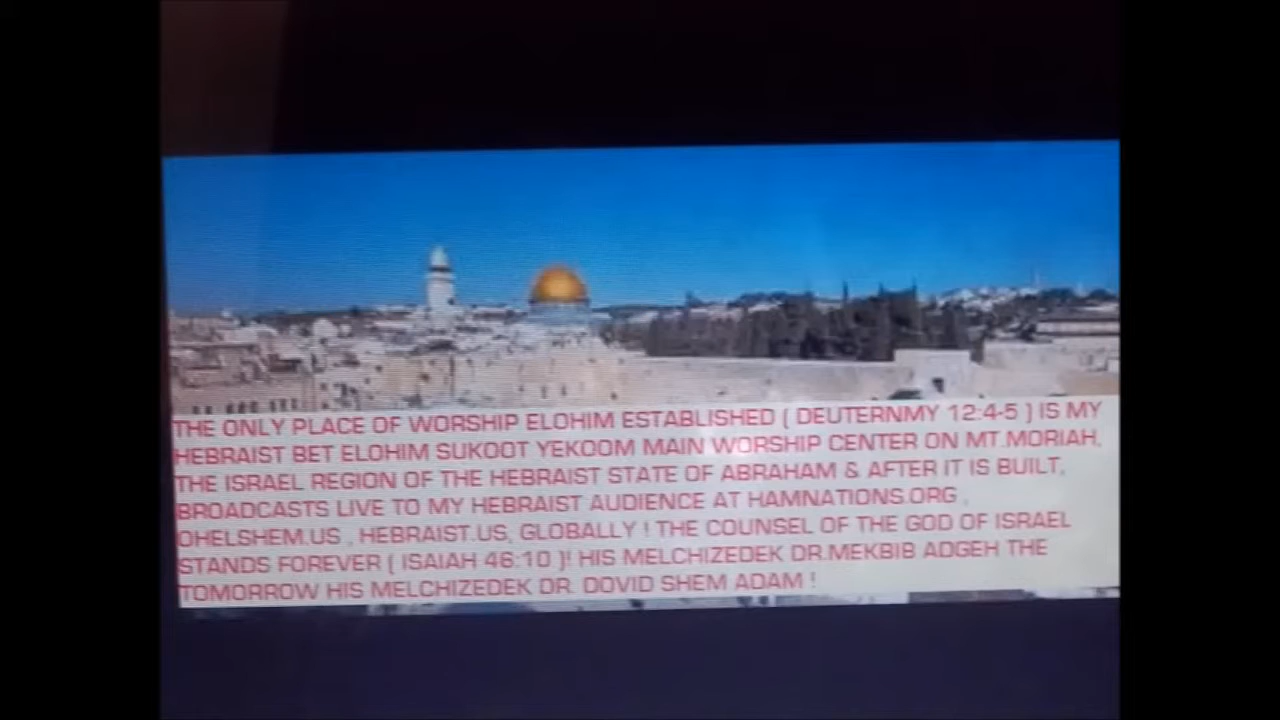 THE ONLY PLACE OF WORSHIP ELOHIM ESTABLISHED ( DEUTERNMY 12:4-5 ) IS MY
HEBRAIST BET ELOHIM SUKOOT YEKOOM MAIN WORSHIP CENTER ON MT.MORIAH,
THE ISRAEL REGION OF THE HEBRAIST STATE OF ABRAHAM & AFTER IT IS BUILT,
BROADCASTS LIVE TO MY HEBRAIST AUDIENCE AT HAMNATIONS.ORG ,
OHELSHEM.US , HEBRAIST.US, GLOBALLY ! THE COUNSEL OF THE GOD OF ISRAEL
STANDS FOREVER ( ISAIAH 46:10 )! HIS MELCHIZEDEK DR.MEKBIB ADGEH THE
TOMORROW HIS MELCHIZEDEK DR. DOVID SHEM ADAM !